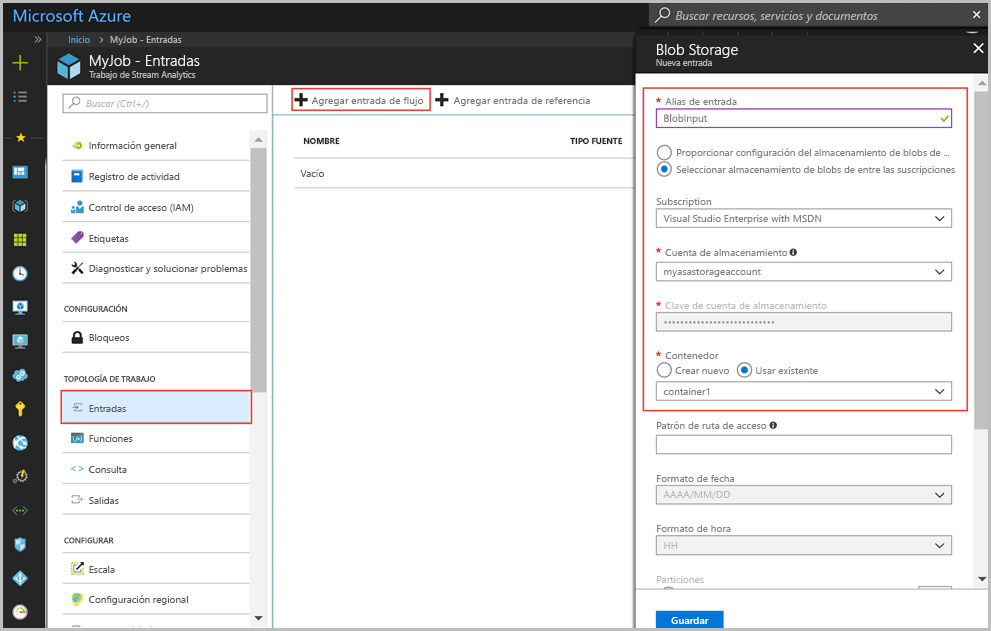 Microsoft Azure
Buscar recursos, servicios y documentos
Inicio > MyJob - Entradas
MyJob - Entradas
Trabajo de Stream Analytics
Buscar (Ctrl+/)
Información general
Registro de actividad
Control de acceso (IAM)
Etiquetas
Diagnosticar y solucionar problemas
CONFIGURACIÓN
Bloqueos
TOPOLOGÍA DE TRABAJO
Entradas
Funciones
Consulta
Salidas
CONFIGURAR
Escala
Configuración regional
Agregar entrada de flujo
Agregar entrada de referencia
NOMBRE TIPO FUENTE
Vacío
Blob Storage
Nueva entrada
* Alias de entrada
BlobInput
Proporcionar configuración del almacenamiento de blobs de ...
Seleccionar almacenamiento de blobs de entre las suscripciones
Subscription
Visual Studio Enterprise with MSDN
* Cuenta de almacenamiento
myasastorageaccount
* Clave de cuenta de almacenamiento
* Contenedor
Crear nuevo Usar existente
container1
Patrón de ruta de acceso
Formato de fecha
AAAA/MM/DD
Formato de hora
HH
Particiones
Guardar